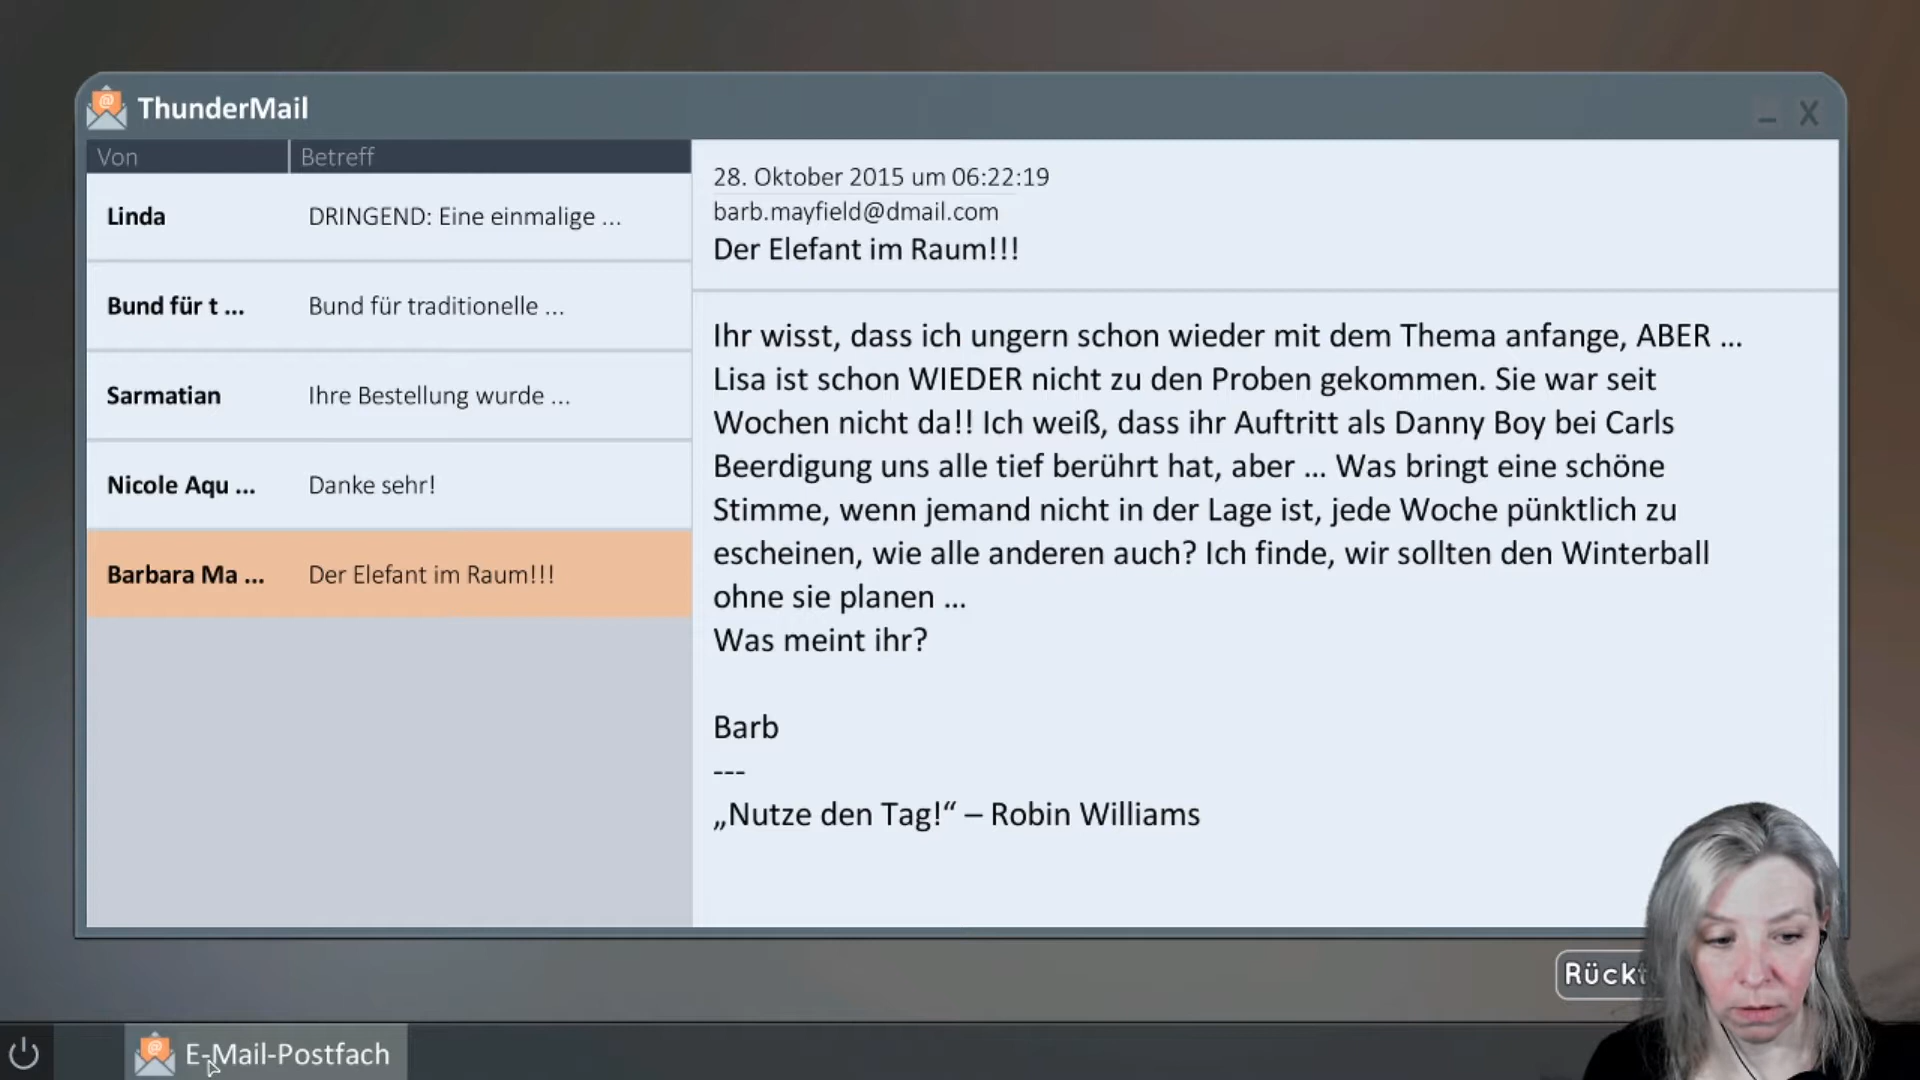 ThunderMail
Von Betreff
Linda DRINGEND: Eine einmalige ...
Bund für t ... Bund für traditionelle ...
Sarmatian Ihre Bestellung wurde ...
Nicole Aqu ... Danke sehr!
Barbara Ma ... Der Elefant im Raum!!!
28. Oktober 2015 um 06:22:19
barb.mayfield@dmail.com
Der Elefant im Raum!!!
Ihr wisst, dass ich ungern schon wieder mit dem Thema anfange, ABER ...
Lisa ist schon WIEDER nicht zu den Proben gekommen. Sie war seit
Wochen nicht da!! Ich weiß, dass ihr Auftritt als Danny Boy bei Carls
Beerdigung uns alle tief berührt hat, aber ... Was bringt eine schöne
Stimme, wenn jemand nicht in der Lage ist, jede Woche pünktlich zu
escheinen, wie alle anderen auch? Ich finde, wir sollten den Winterball
ohne sie planen ...
Was meint ihr?
Barb
---
„Nutze den Tag!“ – Robin Williams
E-Mail-Postfach